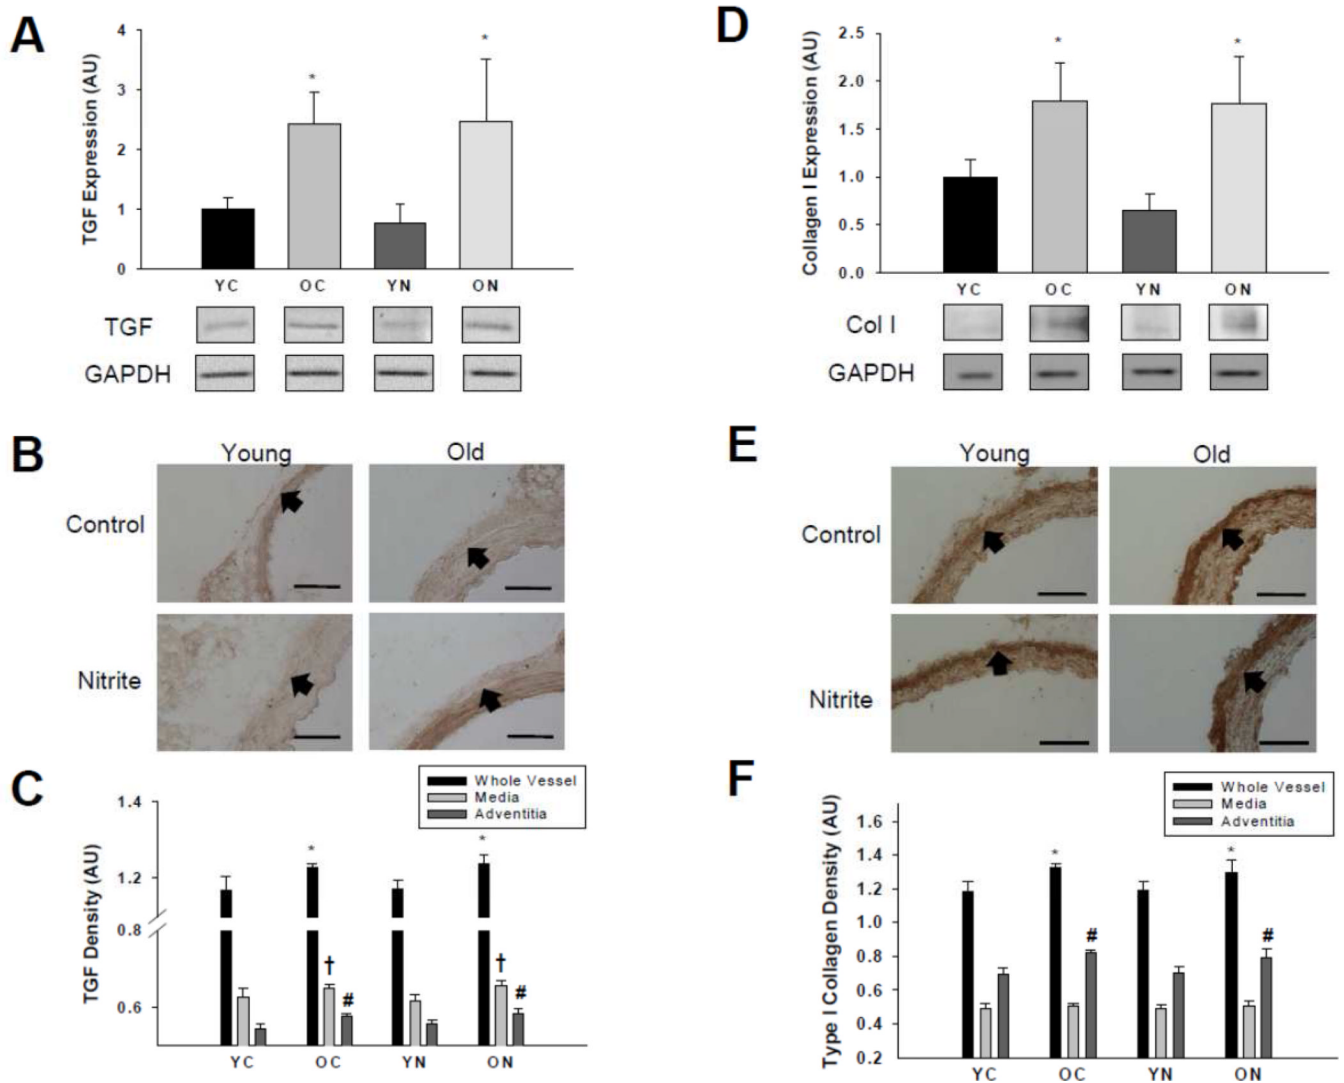 A
TGF Expression (AU)
4
3
2
1
0
*
*
YC OC YN ON
TGF
GAPDH
D
Collagen I Expression (AU)
2.5
2.0
1.5
1.0
0.5
0.0
*
*
YC OC YN ON
Col I
GAPDH
B
Young Old
Control
Nitrite
E
Young Old
Control
Nitrite
C
Whole Vessel
Media
Adventitia
TGF Density (AU)
1.4
1.2
0.8
0.6
*
*
† †
# #
YC OC YN ON
F
Whole Vessel
Media
Adventitia
Type I Collagen Density (AU)
1.6
1.4
1.2
1.0
0.8
0.6
0.4
0.2
* *
# #
YC OC YN ON